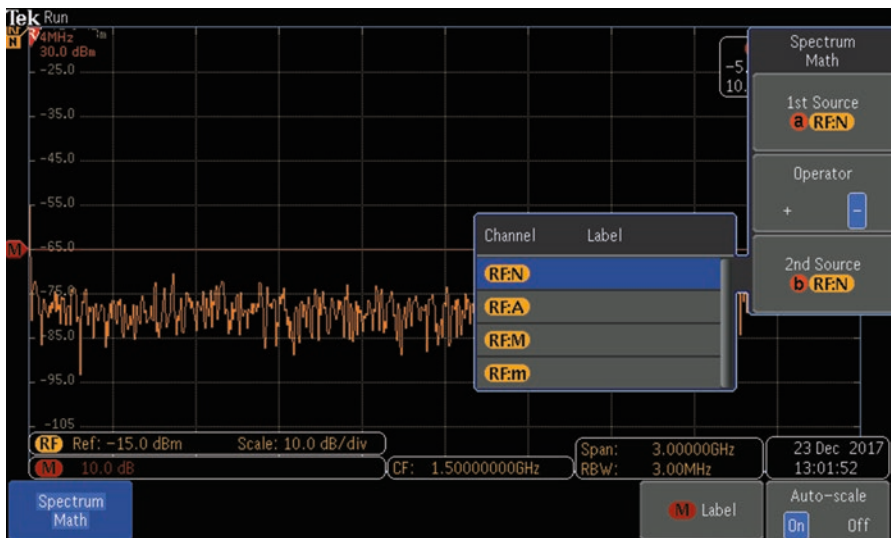 Tek Run
4MHz
30.0 dBm
-25.0
-35.0
-45.0
-55.0
-65.0
-75.0
-85.0
-95.0
-105
M
-5.
10.
Spectrum
Math
1st Source
a RF:N
Operator
+ -
2nd Source
b RF:N
Channel Label
RF:N
RF:A
RF:M
RF:m
RF Ref: -15.0 dBm Scale: 10.0 dB/div
M 10.0 dB
CF: 1.50000000GHz
Span: 3.00000GHz
RBW: 3.00MHz
23 Dec 2017
13:01:52
Spectrum
Math
M Label
Auto-scale
On Off